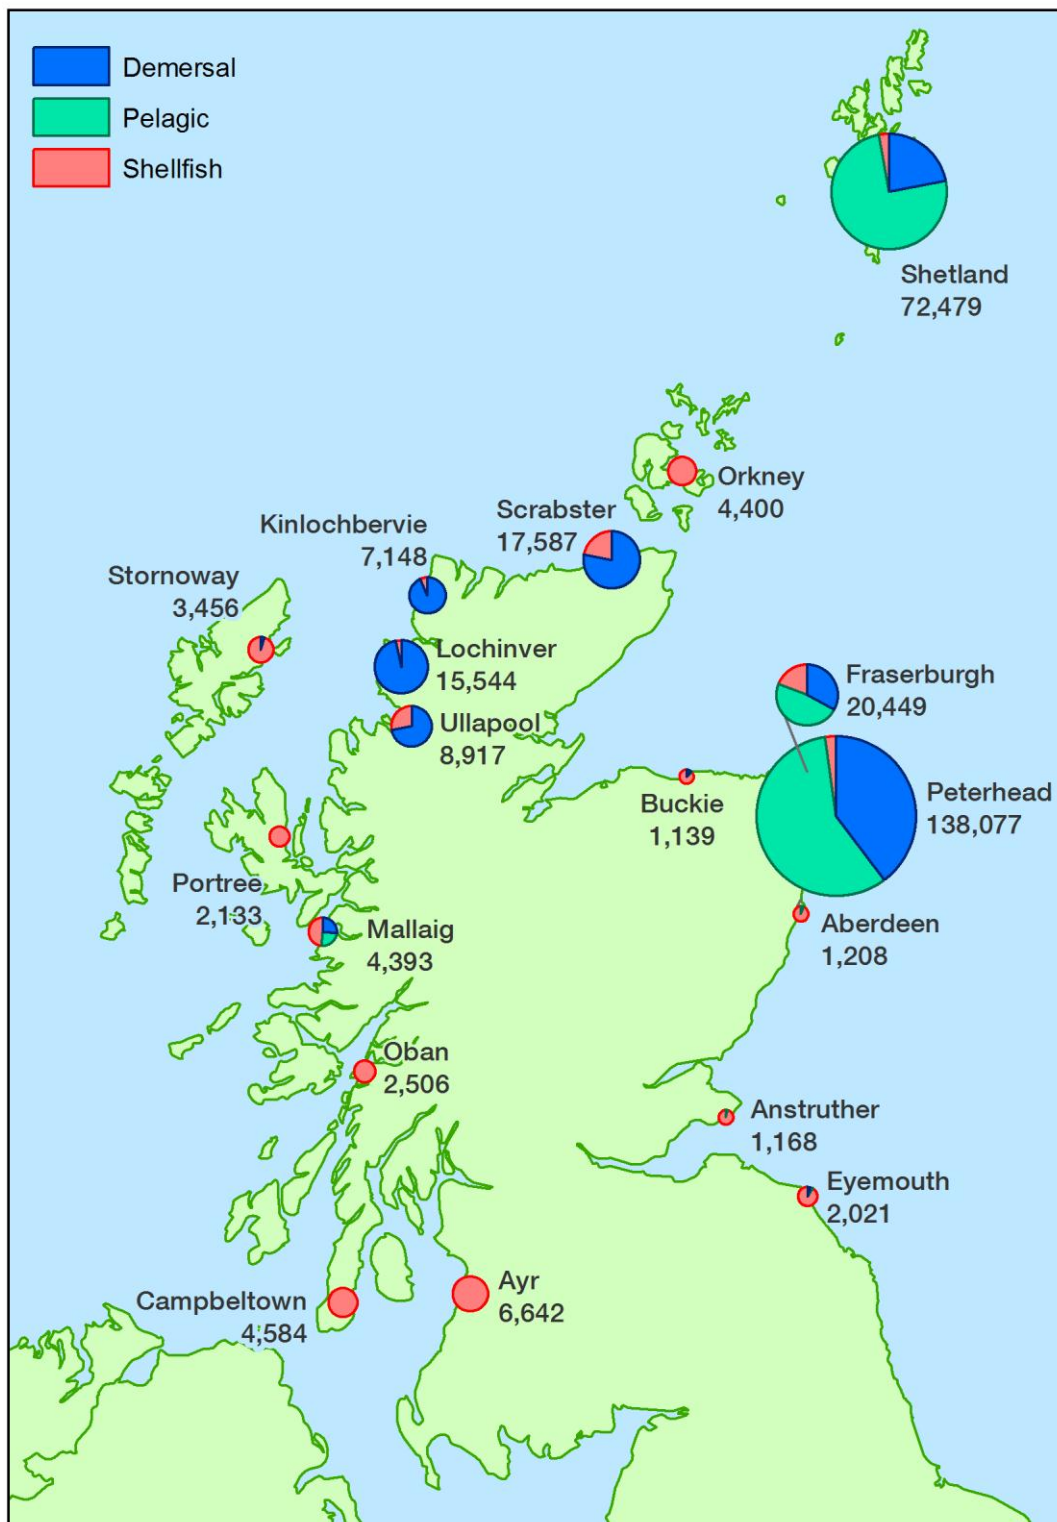 Demersal
Pelagic
Shellfish
Shetland
72,479
Orkney
4,400
Scrabster
17,587
Kinlochbervie
7,148
Stornoway
3,456
Lochinver
15,544
Fraserburgh
20,449
Ullapool
8,917
Peterhead
138,077
Buckie
1,139
Portree
2,133
Aberdeen
1,208
Mallaig
4,393
Oban
2,506
Anstruther
1,168
Eyemouth
2,021
Ayr
6,642
Campbeltown
4,584